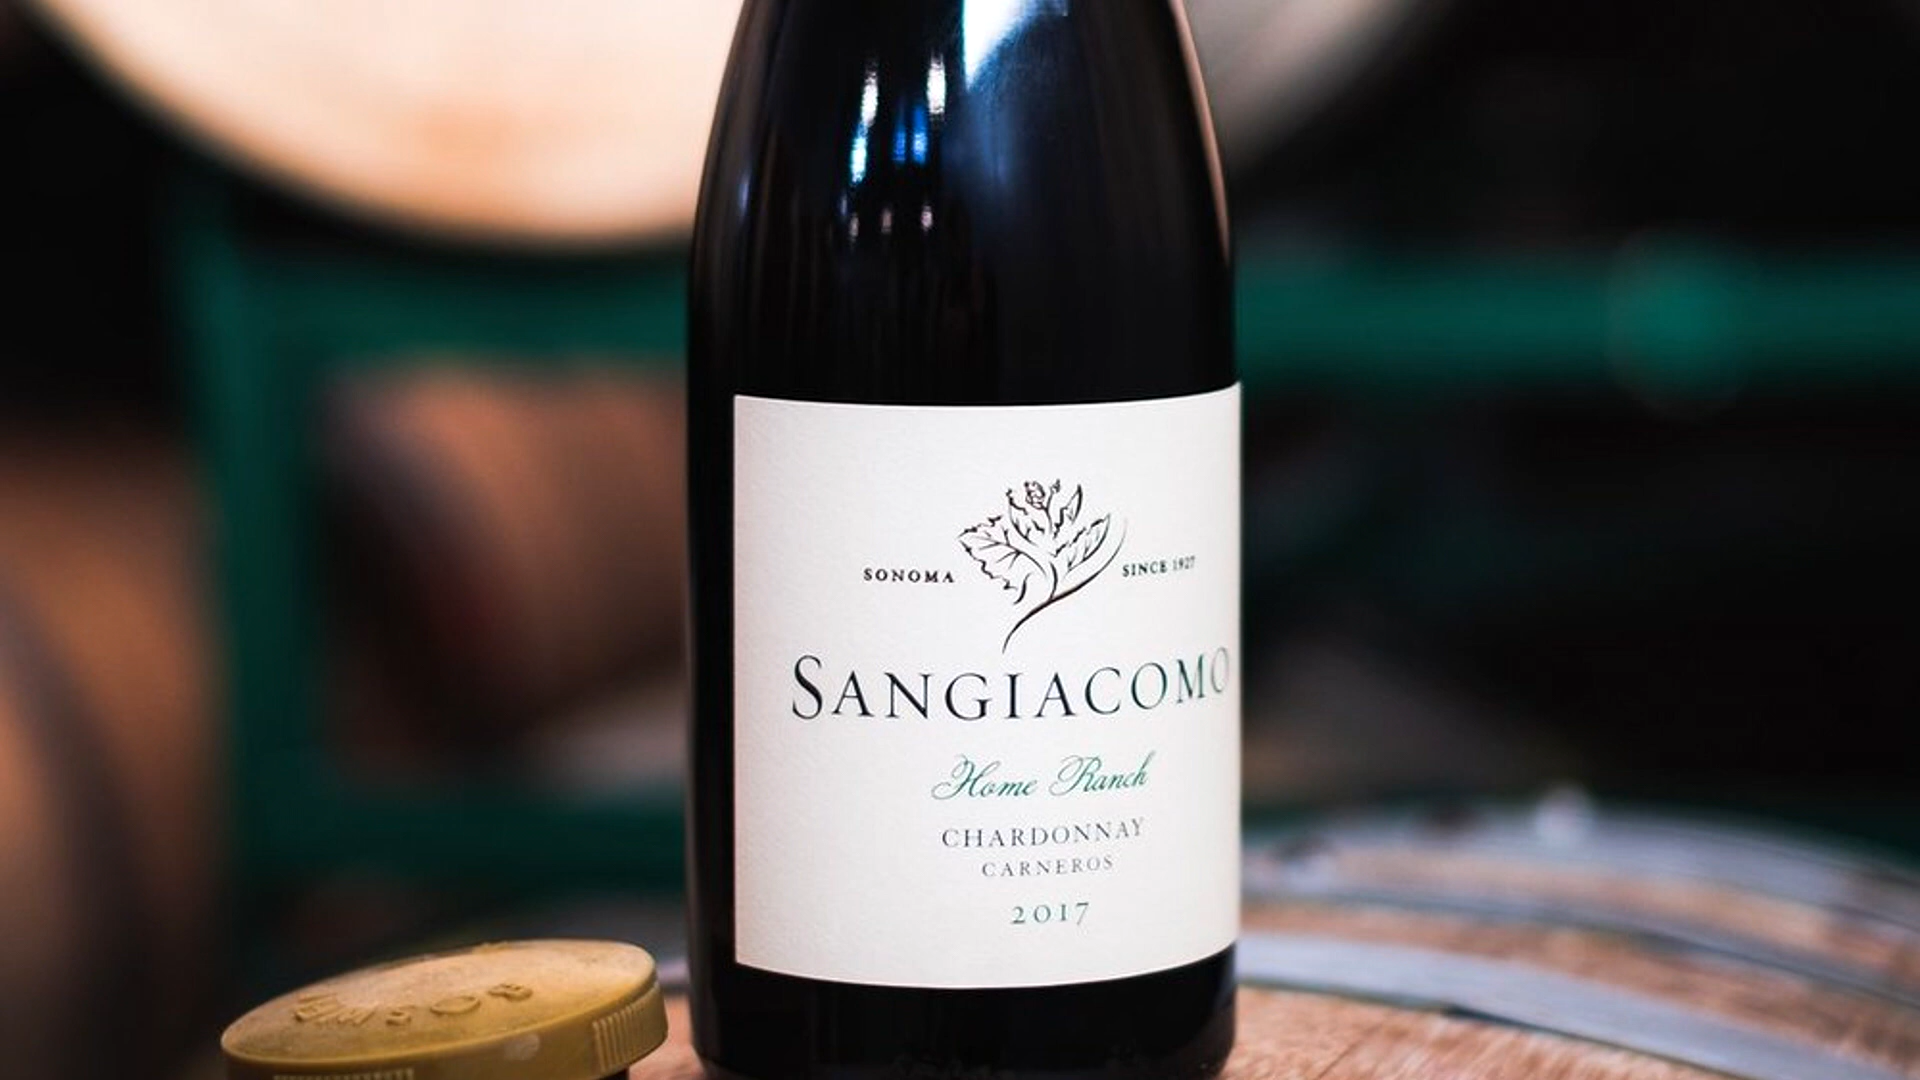 SONOMA SINCE 1927
SANGIACOMO
Home Ranch
CHARDONNAY
CARNEROS
2017